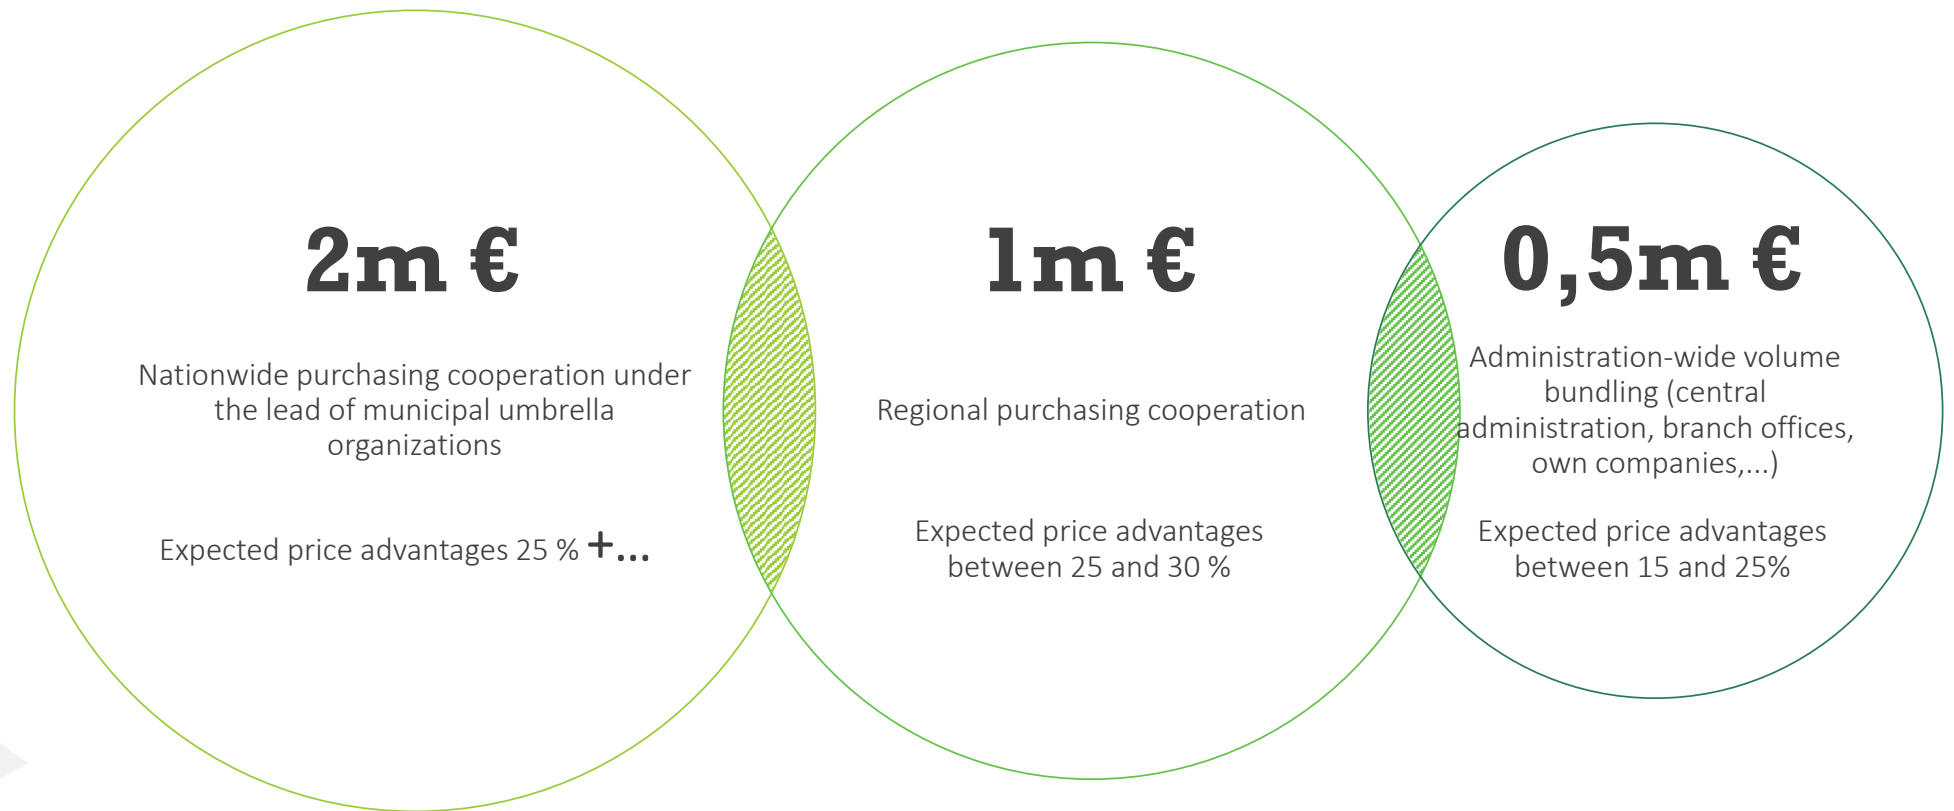 2m €
Nationwide purchasing cooperation under
the lead of municipal umbrella
organizations
Expected price advantages 25 % +...
1m €
Regional purchasing cooperation
Expected price advantages
between 25 and 30 %
0,5m €
Administration-wide volume
bundling (central
administration, branch offices,
own companies,...)
Expected price advantages
between 15 and 25%